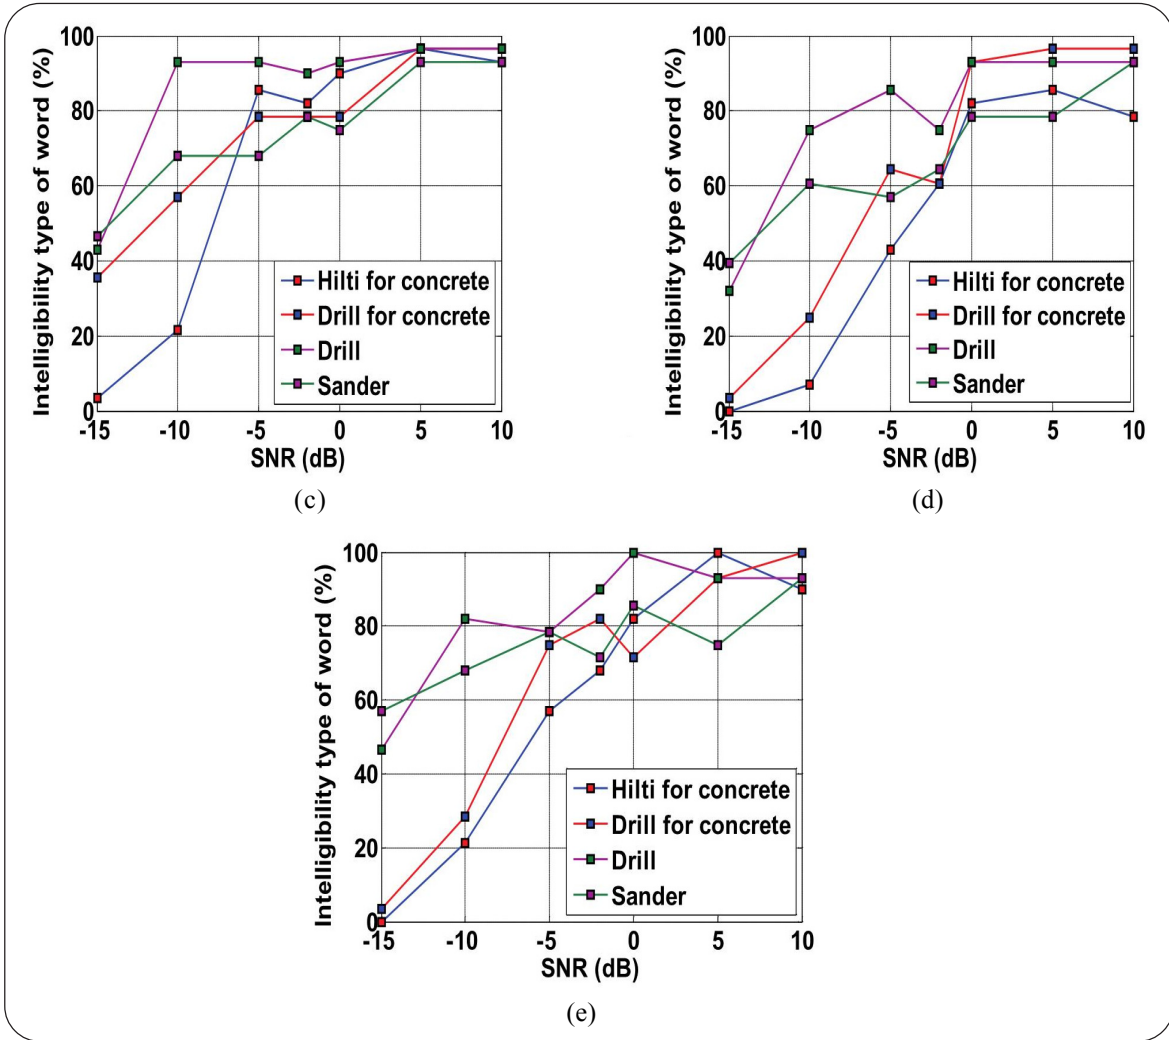 Intelligibility type of word (%)
100
80
60
40
20
0
-15
-10
-5
0
5
10
SNR (dB)
Hilti for concrete
Drill for concrete
Drill
Sander
(c)
Intelligibility type of word (%)
100
80
60
40
20
0
-15
-10
-5
0
5
10
SNR (dB)
Hilti for concrete
Drill for concrete
Drill
Sander
(d)
Intelligibility type of word (%)
100
80
60
40
20
0
-15
-10
-5
0
5
10
SNR (dB)
Hilti for concrete
Drill for concrete
Drill
Sander
(e)